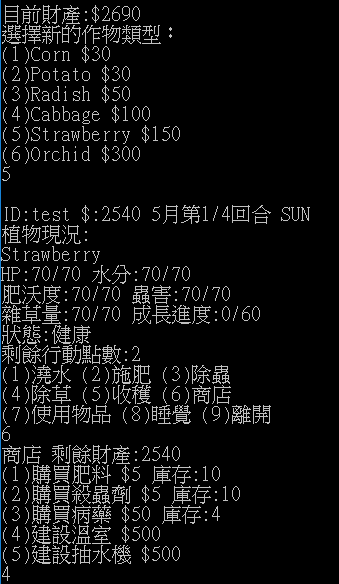 目前財產:$2690
選擇新的作物類型：
(1)Corn $30
(2)Potato $30
(3)Radish $50
(4)Cabbage $100
(5)Strawberry $150
(6)Orchid $300
5
ID:test $:2540 5月第1/4回合 SUN
植物現況:
Strawberry
HP:70/70 水分:70/70
肥沃度:70/70 蟲害:70/70
雜草量:70/70 成長進度:0/60
狀態:健康
剩餘行動點數:2
(1)澆水 (2)施肥 (3)除蟲
(4)除草 (5)收穫 (6)商店
(7)使用物品 (8)睡覺 (9)離開
6
商店 剩餘財產:2540
(1)購買肥料 $5 庫存:10
(2)購買殺蟲劑 $5 庫存:10
(3)購買病藥 $50 庫存:4
(4)建設溫室 $500
(5)建設抽水機 $500
4